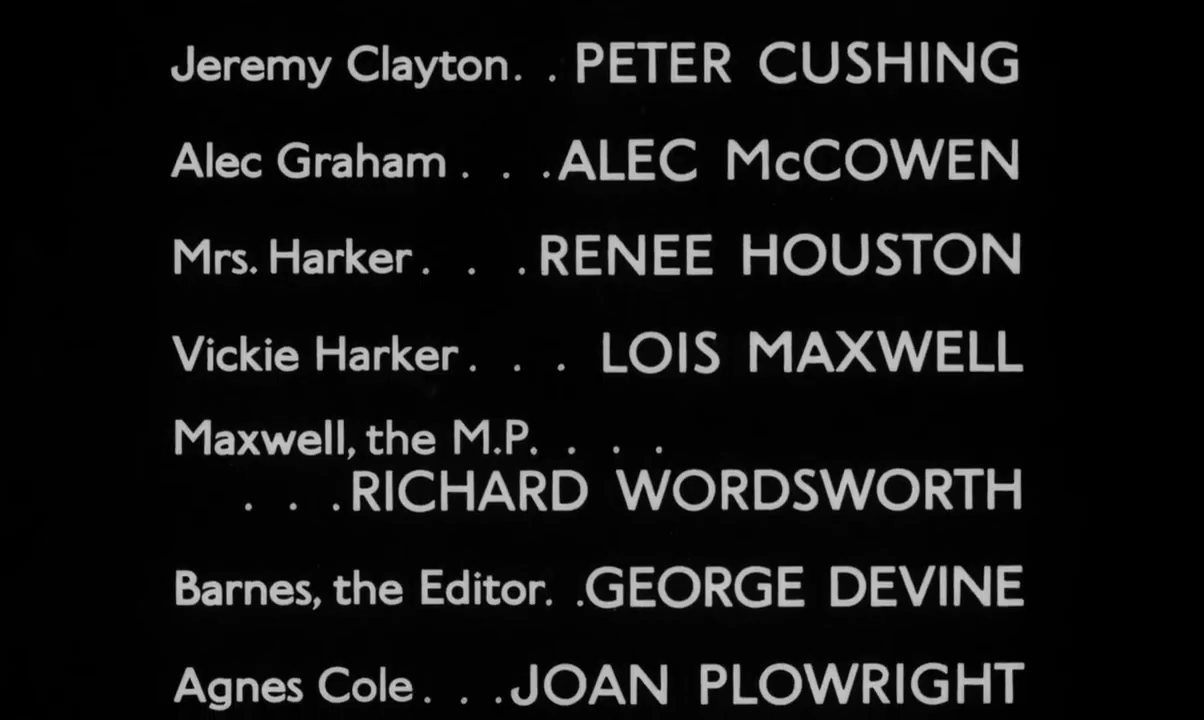 Jeremy Clayton. . PETER CUSHING
Alec Graham . . . ALEC McCOWEN
Mrs. Harker . . . RENEE HOUSTON
Vickie Harker . . . LOIS MAXWELL
Maxwell, the M.P. . . .
. . . RICHARD WORDSWORTH
Barnes, the Editor. . GEORGE DEVINE
Agnes Cole . . . JOAN PLOWRIGHT